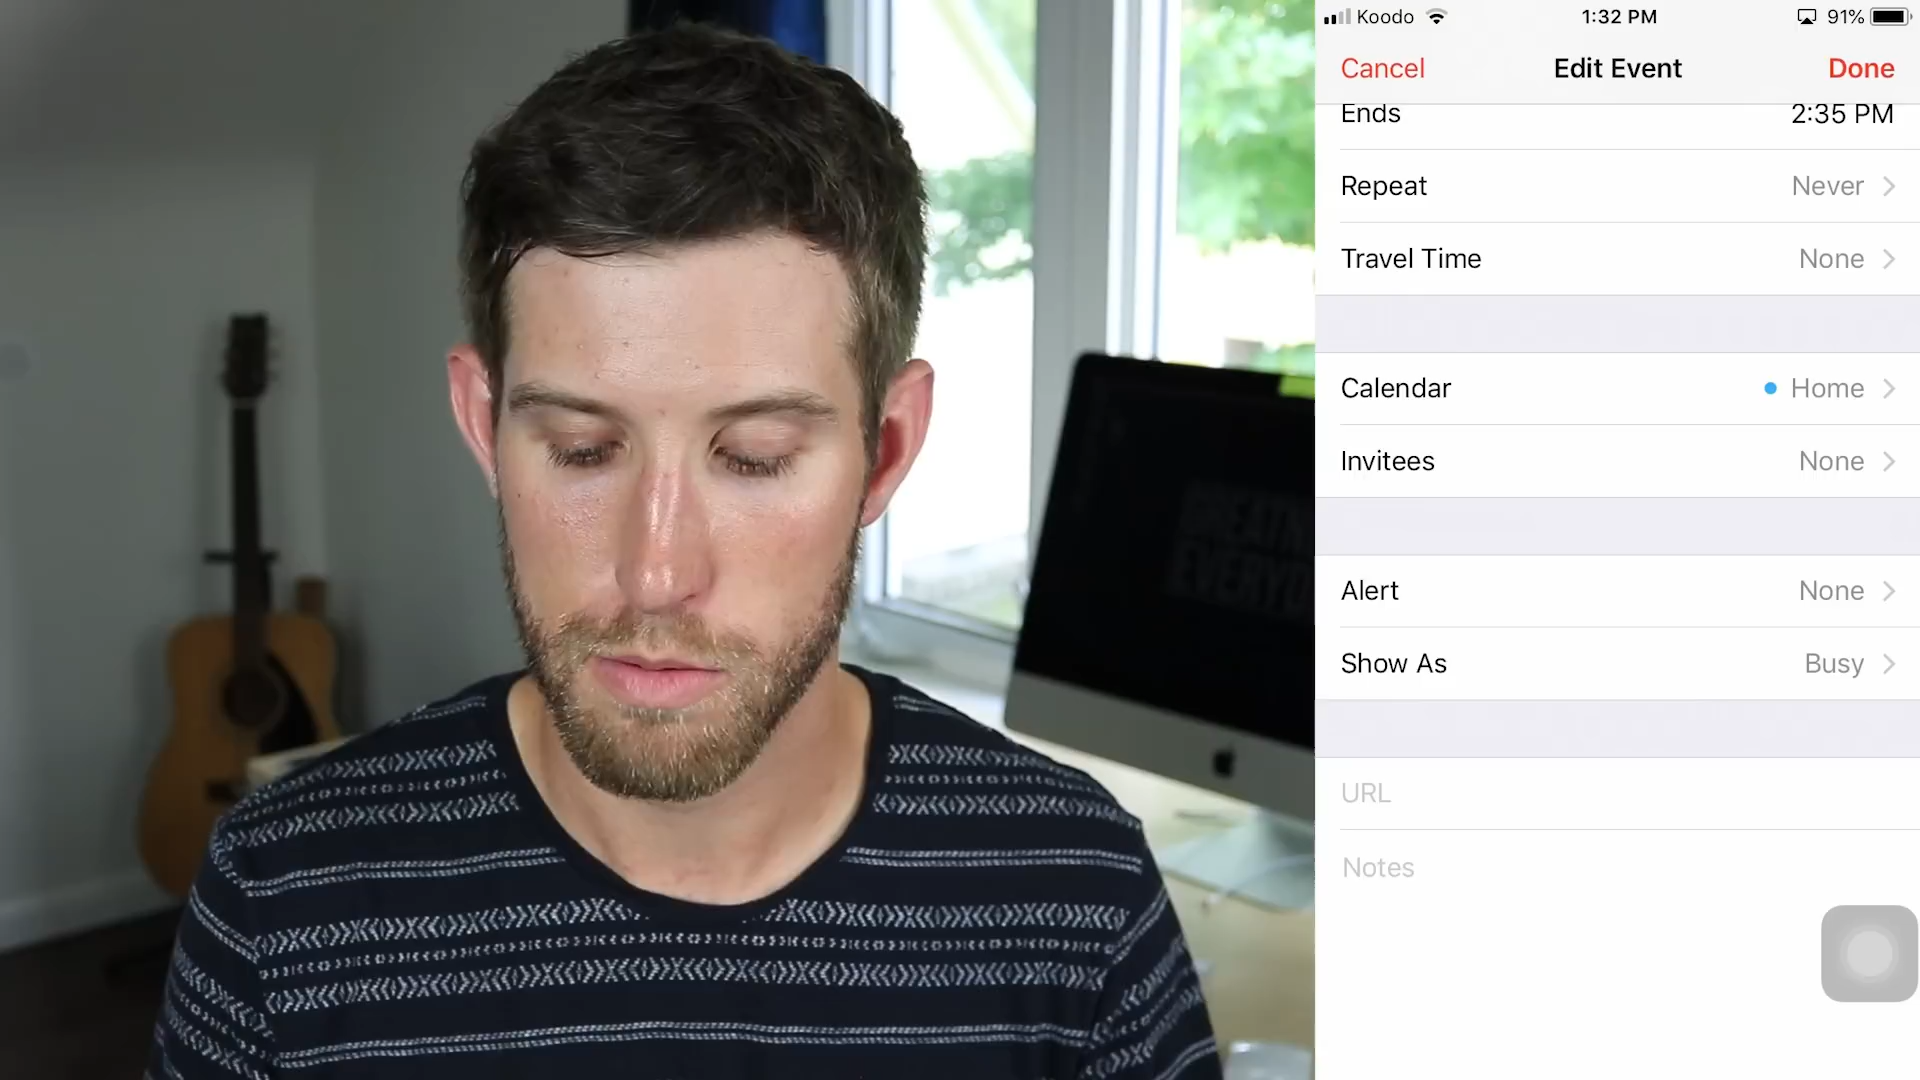 Koodo 1:32 PM 91%
Cancel Edit Event Done
Ends 2:35 PM
Repeat Never
Travel Time None
Calendar Home
Invitees None
Alert None
Show As Busy
URL
Notes